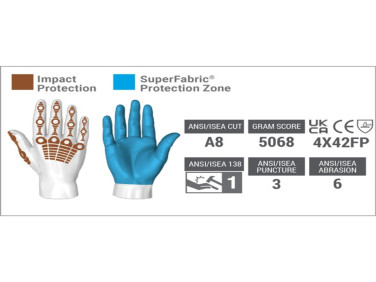 Impact
Protection
SuperFabric®
Protection Zone
ANSI/ISEA CUT
GRAM SCORE
UK
CA
CE
A8
5068
4X42FP
ANSI/ISEA 138
ANSI/ISEA
PUNCTURE
ANSI/ISEA
ABRASION
1
3
6